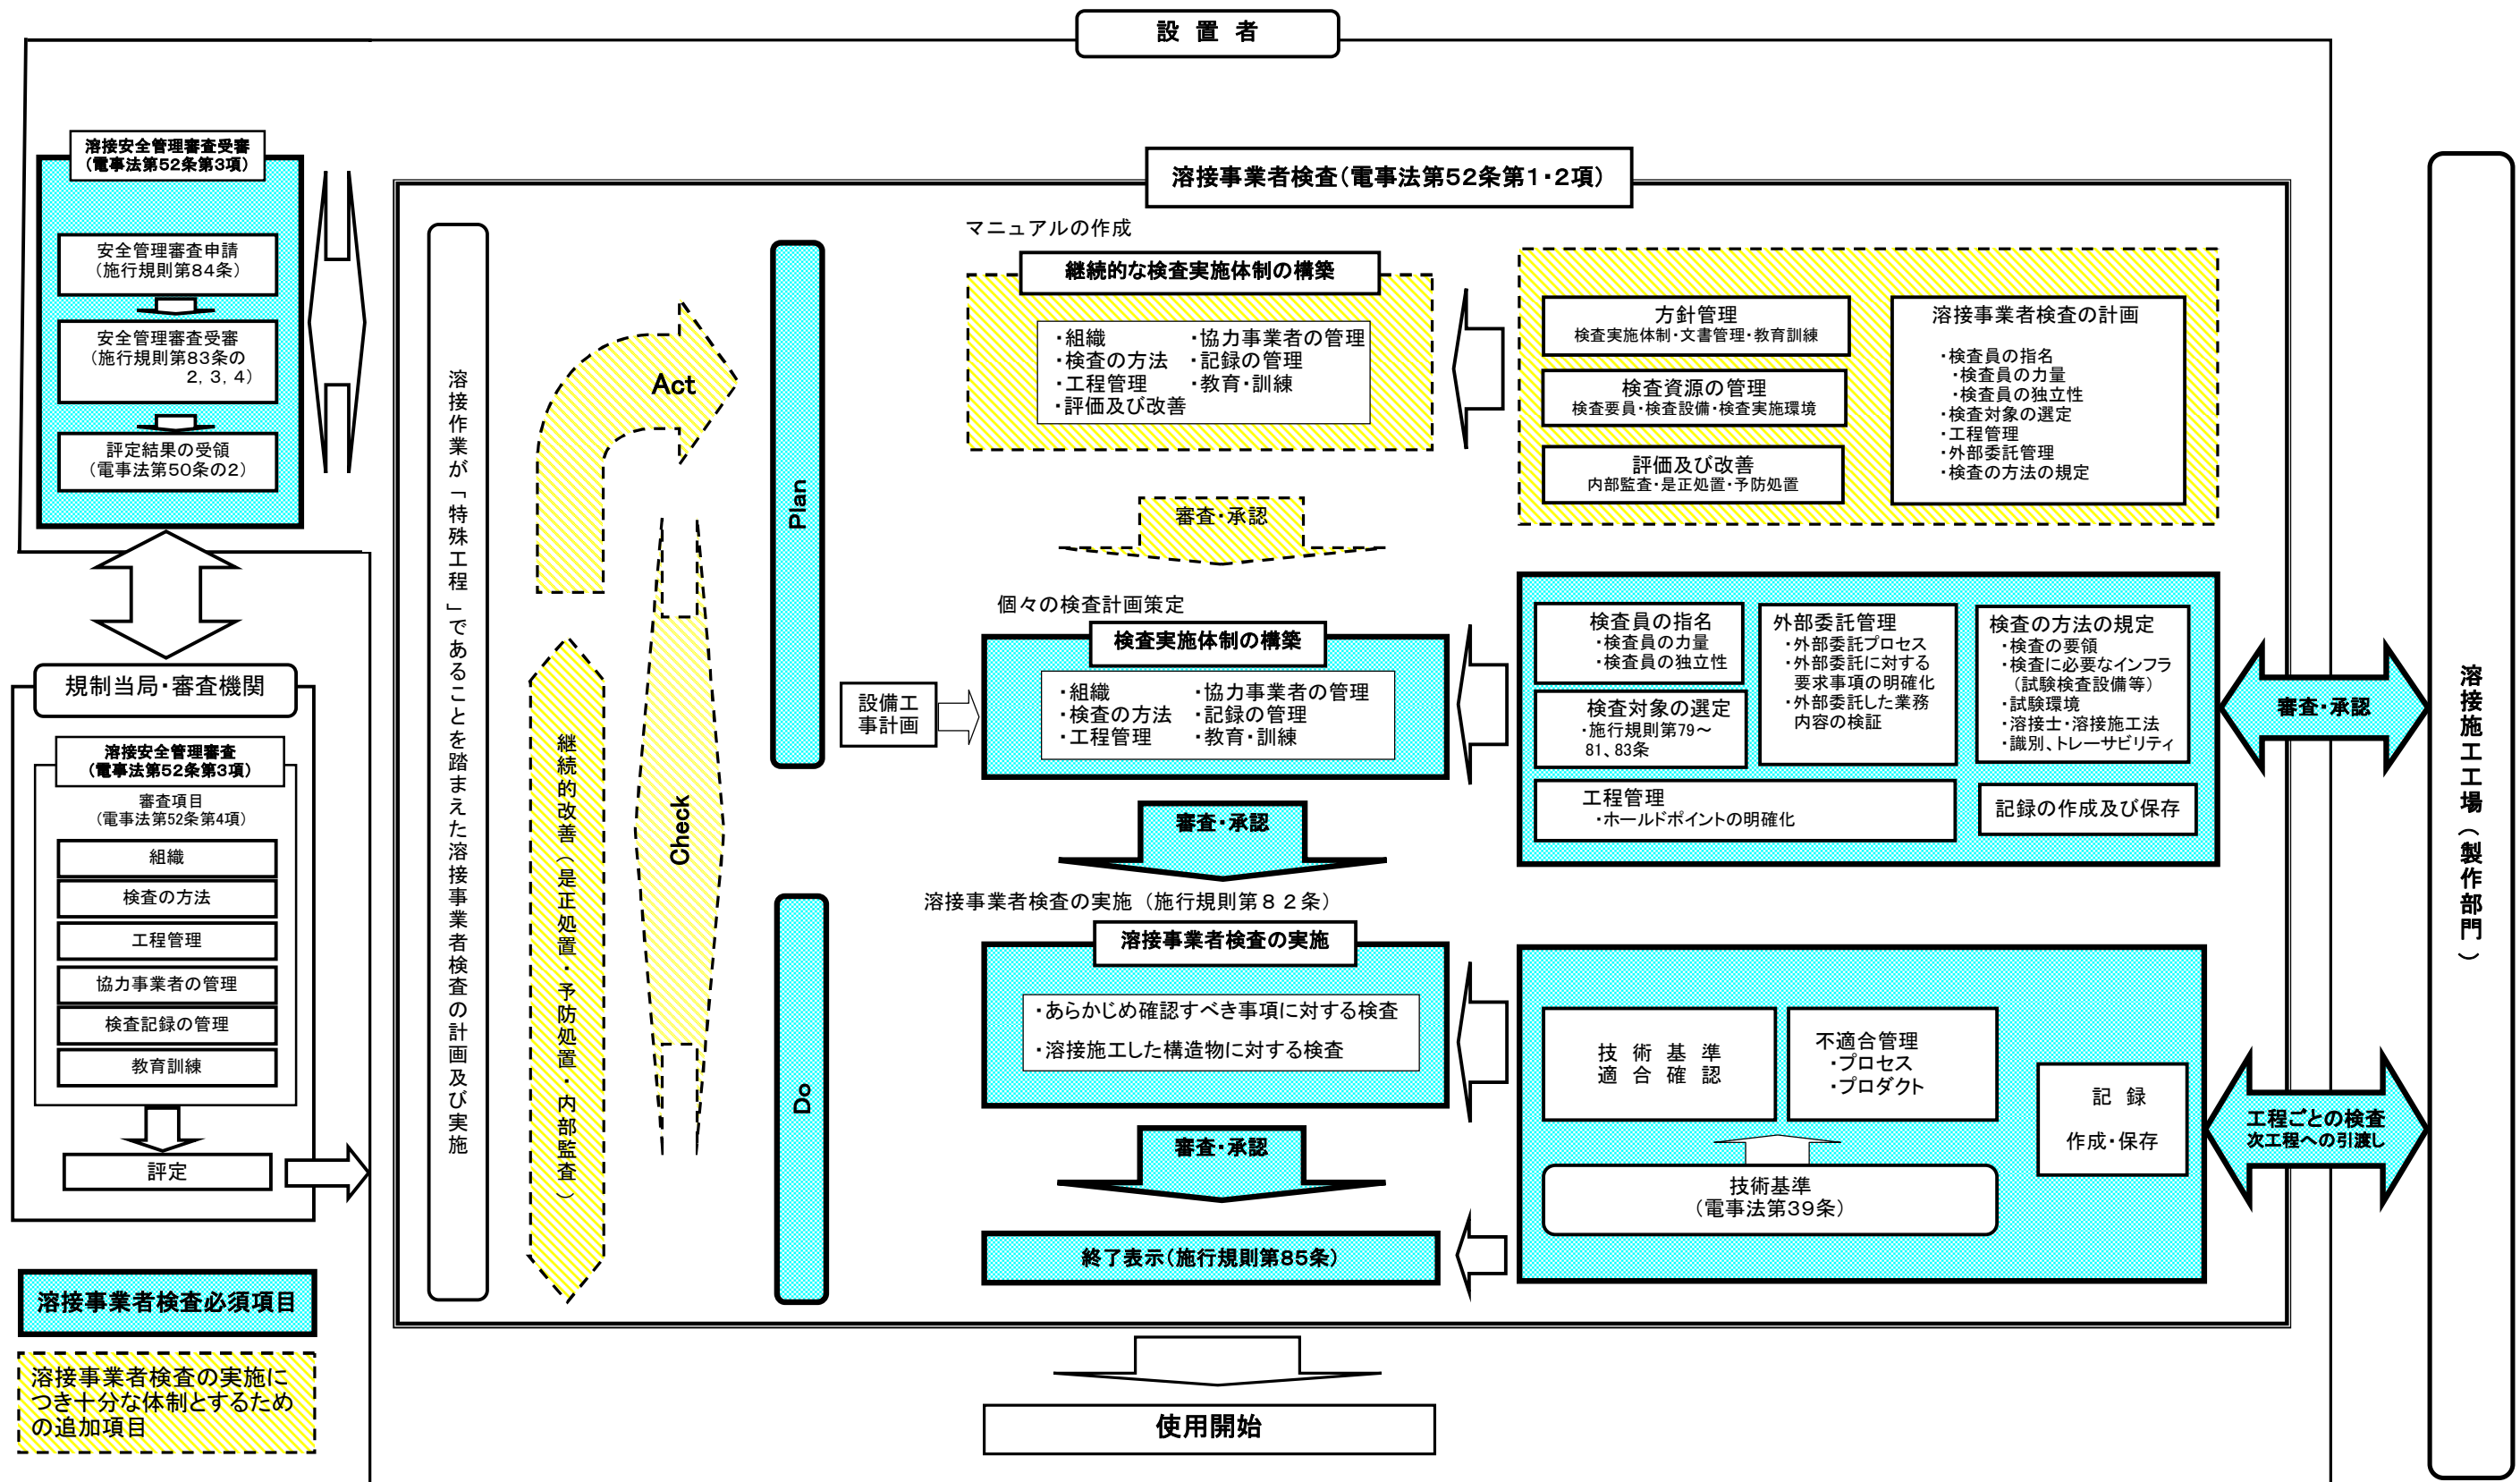 設 置 者
溶接安全管理審査受審
（電事法第52条第3項）
安全管理審査申請
（施行規則第84条）
安全管理審査受審
（施行規則第83条の
2，3，4）
評定結果の受領
（電事法第50条の2）
規制当局・審査機関
溶接安全管理審査
（電事法第52条第3項）
審査項目
（電事法第52条第4項）
組織
検査の方法
工程管理
協力事業者の管理
検査記録の管理
教育訓練
評定
溶接事業者検査必須項目
溶接事業者検査の実施に
つき十分な体制とするため
の追加項目
溶接事業者検査（電事法第52条第1・2項）
溶接作業が「特殊工程」であることを踏まえた溶接事業者検査の計画及び実施
Act
継続的改善（是正処置・予防処置・内部監査）
Check
Plan
Do
マニュアルの作成
継続的な検査実施体制の構築
・組織 ・協力事業者の管理
・検査の方法 ・記録の管理
・工程管理 ・教育・訓練
・評価及び改善
方針管理
検査実施体制・文書管理・教育訓練
検査資源の管理
検査要員・検査設備・検査実施環境
評価及び改善
内部監査・是正処置・予防処置
溶接事業者検査の計画
・検査員の指名
・検査員の力量
・検査員の独立性
・検査対象の選定
・工程管理
・外部委託管理
・検査の方法の規定
審査・承認
個々の検査計画策定
設備工
事計画
検査実施体制の構築
・組織 ・協力事業者の管理
・検査の方法 ・記録の管理
・工程管理 ・教育・訓練
検査員の指名
・検査員の力量
・検査員の独立性
検査対象の選定
・施行規則第79～
81、83条
外部委託管理
・外部委託プロセス
・外部委託に対する
要求事項の明確化
・外部委託した業務
内容の検証
検査の方法の規定
・検査の要領
・検査に必要なインフラ
（試験検査設備等）
・試験環境
・溶接士・溶接施工法
・識別、トレーサビリティ
工程管理
・ホールドポイントの明確化
記録の作成及び保存
審査・承認
審査・承認
溶接事業者検査の実施（施行規則第８２条）
溶接事業者検査の実施
・あらかじめ確認すべき事項に対する検査
・溶接施工した構造物に対する検査
技 術 基 準
適 合 確 認
不適合管理
・プロセス
・プロダクト
記 録
作成・保存
技術基準
（電事法第39条）
工程ごとの検査
次工程への引渡し
審査・承認
終了表示（施行規則第85条）
使用開始
溶接施工工場（製作部門）